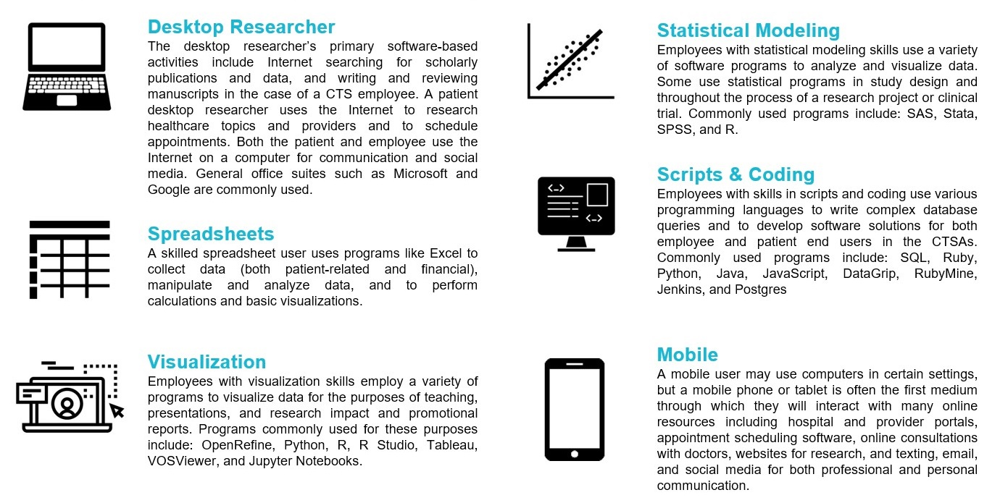 Desktop Researcher
The desktop researcher's primary software-based
activities include Internet searching for scholarly
publications and data, and writing and reviewing
manuscripts in the case of a CTS employee. A patient
desktop researcher uses the Internet to research
healthcare topics and providers and to schedule
appointments. Both the patient and employee use the
Internet on a computer for communication and social
media. General office suites such as Microsoft and
Google are commonly used.
Spreadsheets
A skilled spreadsheet user uses programs like Excel to
collect data (both patient-related and financial),
manipulate and analyze data, and to perform
calculations and basic visualizations.
Visualization
Employees with visualization skills employ a variety of
programs to visualize data for the purposes of teaching,
presentations, and research impact and promotional
reports. Programs commonly used for these purposes
include: OpenRefine, Python, R, R Studio, Tableau,
VOSViewer, and Jupyter Notebooks.
Statistical Modeling
Employees with statistical modeling skills use a variety
of software programs to analyze and visualize data.
Some use statistical programs in study design and
throughout the process of a research project or clinical
trial. Commonly used programs include: SAS, Stata,
SPSS, and R.
Scripts & Coding
Employees with skills in scripts and coding use various
programming languages to write complex database
queries and to develop software solutions for both
employee and patient end users in the CTSAs.
Commonly used programs include: SQL, Ruby,
Python, Java, JavaScript, DataGrip, RubyMine,
Jenkins, and Postgres
Mobile
A mobile user may use computers in certain settings,
but a mobile phone or tablet is often the first medium
through which they will interact with many online
resources including hospital and provider portals,
appointment scheduling software, online consultations
with doctors, websites for research, and texting, email,
and social media for both professional and personal
communication.